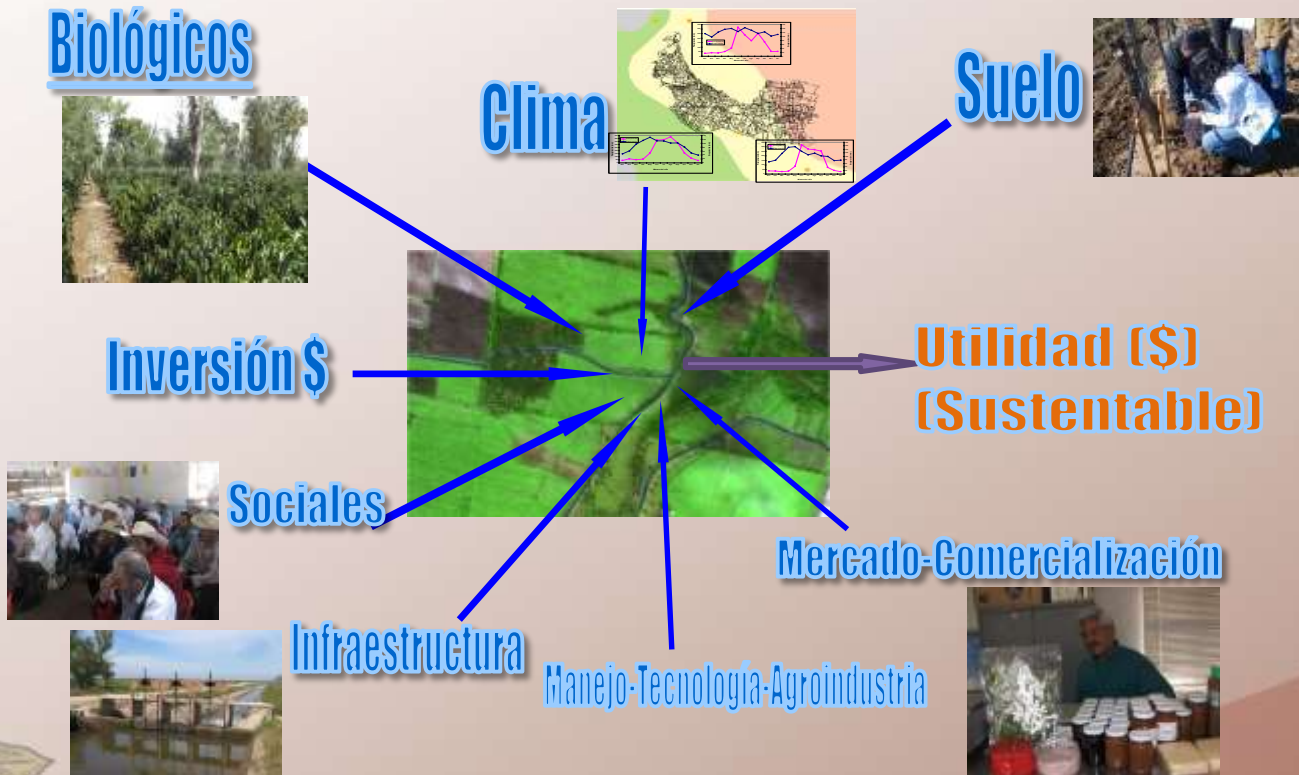 Biológicos
Clima
Suelo
Inversión $
Utilidad ($)
(Sustentable)
Sociales
Mercado-Comercialización
Infraestructura
Manejo-Tecnología-Agroindustria